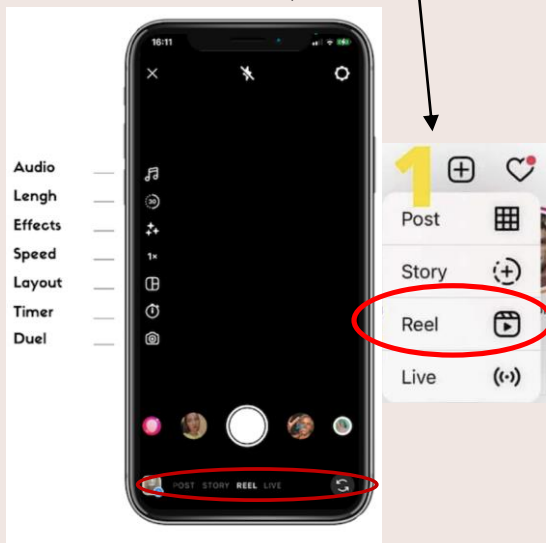 16:11
Audio
Lengh
30
Effects
Speed
1×
Layout
Timer
Duel
POST STORY REEL LIVE
1
Post
Story
Reel
Live